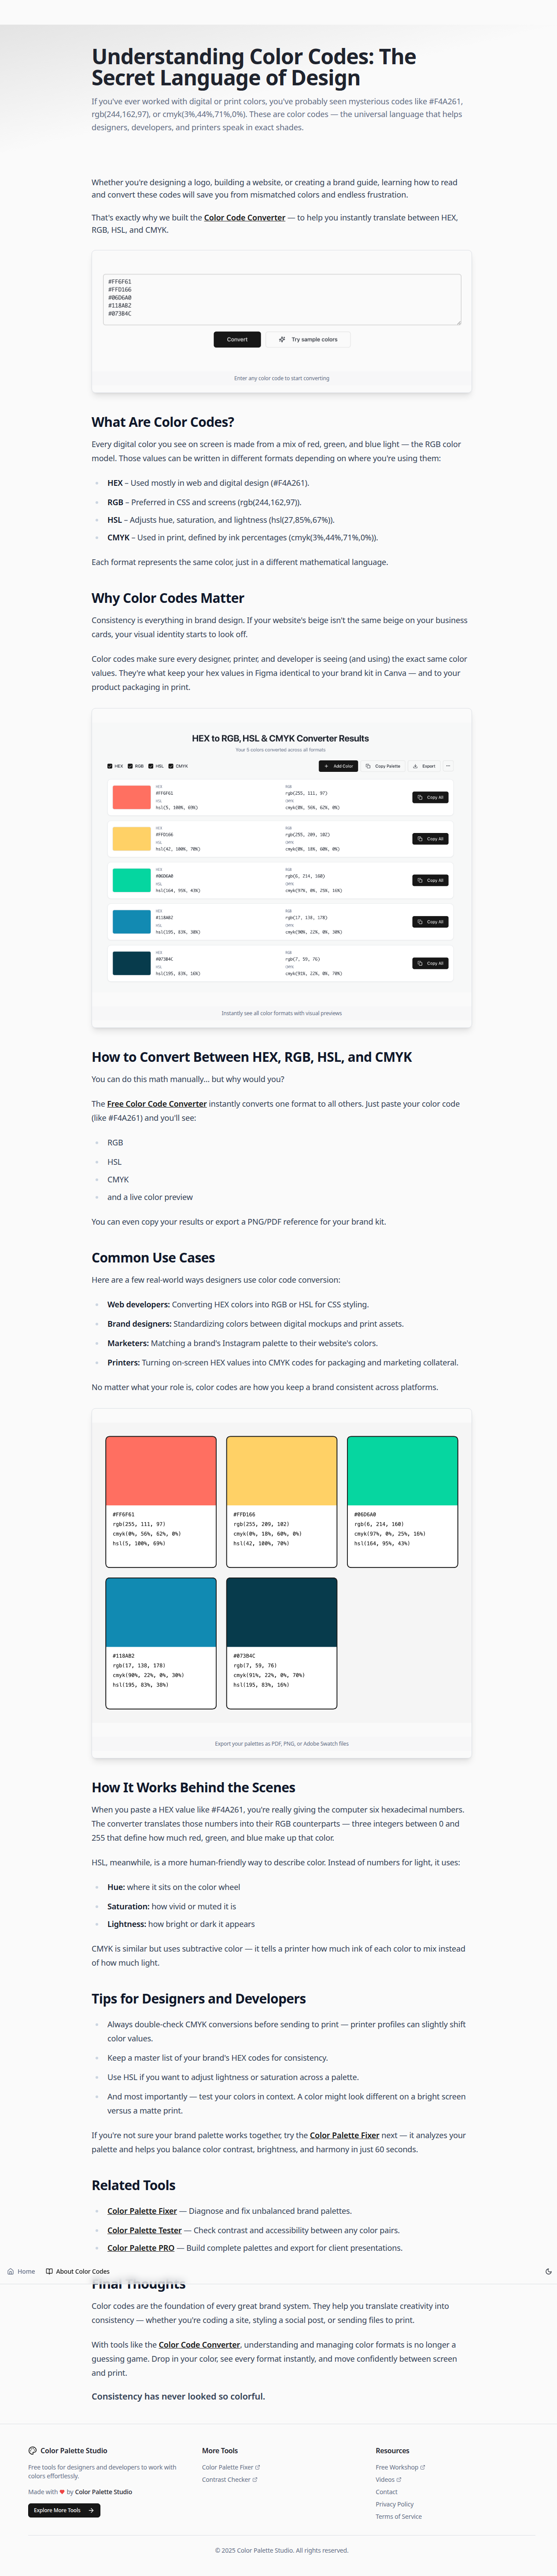 Understanding Color Codes: The
Secret Language of Design
If you've ever worked with digital or print colors, you've probably seen mysterious codes like #F4A261,
rgb(244,162,97), or cmyk(3%,44%,71%,0%). These are color codes — the universal language that helps
designers, developers, and printers speak in exact shades.
Whether you're designing a logo, building a website, or creating a brand guide, learning how to read
and convert these codes will save you from mismatched colors and endless frustration.
That's exactly why we built the Color Code Converter — to help you instantly translate between HEX,
RGB, HSL, and CMYK.
#FF6F61
#FFD166
#06D6A0
#118AB2
#073B4C
Convert
Try sample colors
Enter any color code to start converting
What Are Color Codes?
Every digital color you see on screen is made from a mix of red, green, and blue light — the RGB color
model. Those values can be written in different formats depending on where you're using them:
HEX – Used mostly in web and digital design (#F4A261).
RGB – Preferred in CSS and screens (rgb(244,162,97)).
HSL – Adjusts hue, saturation, and lightness (hsl(27,85%,67%)).
CMYK – Used in print, defined by ink percentages (cmyk(3%,44%,71%,0%)).
Each format represents the same color, just in a different mathematical language.
Why Color Codes Matter
Consistency is everything in brand design. If your website's beige isn't the same beige on your business
cards, your visual identity starts to look off.
Color codes make sure every designer, printer, and developer is seeing (and using) the exact same color
values. They're what keep your hex values in Figma identical to your brand kit in Canva — and to your
product packaging in print.
HEX to RGB, HSL & CMYK Converter Results
Your 5 colors converted across all formats
HEX RGB HSL CMYK
Add Color Copy Palette Export
HEX RGB
#FF6F61 rgb(255, 111, 97)
HSL CMYK
hsl(5, 100%, 69%) cmyk(0%, 56%, 62%, 0%)
Copy All
HEX RGB
#FFD166 rgb(255, 209, 102)
HSL CMYK
hsl(42, 100%, 70%) cmyk(0%, 18%, 60%, 0%)
Copy All
HEX RGB
#06D6A0 rgb(6, 214, 160)
HSL CMYK
hsl(164, 95%, 43%) cmyk(97%, 0%, 25%, 16%)
Copy All
HEX RGB
#118AB2 rgb(17, 138, 178)
HSL CMYK
hsl(195, 83%, 38%) cmyk(90%, 22%, 0%, 30%)
Copy All
HEX RGB
#073B4C rgb(7, 59, 76)
HSL CMYK
hsl(195, 83%, 16%) cmyk(91%, 22%, 0%, 70%)
Copy All
Instantly see all color formats with visual previews
How to Convert Between HEX, RGB, HSL, and CMYK
You can do this math manually... but why would you?
The Free Color Code Converter instantly converts one format to all others. Just paste your color code
(like #F4A261) and you'll see:
RGB
HSL
CMYK
and a live color preview
You can even copy your results or export a PNG/PDF reference for your brand kit.
Common Use Cases
Here are a few real-world ways designers use color code conversion:
Web developers: Converting HEX colors into RGB or HSL for CSS styling.
Brand designers: Standardizing colors between digital mockups and print assets.
Marketers: Matching a brand's Instagram palette to their website's colors.
Printers: Turning on-screen HEX values into CMYK codes for packaging and marketing collateral.
No matter what your role is, color codes are how you keep a brand consistent across platforms.
#FF6F61
rgb(255, 111, 97)
cmyk(0%, 56%, 62%, 0%)
hsl(5, 100%, 69%)
#FFD166
rgb(255, 209, 102)
cmyk(0%, 18%, 60%, 0%)
hsl(42, 100%, 70%)
#06D6A0
rgb(6, 214, 160)
cmyk(97%, 0%, 25%, 16%)
hsl(164, 95%, 43%)
#118AB2
rgb(17, 138, 178)
cmyk(90%, 22%, 0%, 30%)
hsl(195, 83%, 38%)
#073B4C
rgb(7, 59, 76)
cmyk(91%, 22%, 0%, 70%)
hsl(195, 83%, 16%)
Export your palettes as PDF, PNG, or Adobe Swatch files
How It Works Behind the Scenes
When you paste a HEX value like #F4A261, you're really giving the computer six hexadecimal numbers.
The converter translates those numbers into their RGB counterparts — three integers between 0 and
255 that define how much red, green, and blue make up that color.
HSL, meanwhile, is a more human-friendly way to describe color. Instead of numbers for light, it uses:
Hue: where it sits on the color wheel
Saturation: how vivid or muted it is
Lightness: how bright or dark it appears
CMYK is similar but uses subtractive color — it tells a printer how much ink of each color to mix instead
of how much light.
Tips for Designers and Developers
Always double-check CMYK conversions before sending to print — printer profiles can slightly shift
color values.
Keep a master list of your brand's HEX codes for consistency.
Use HSL if you want to adjust lightness or saturation across a palette.
And most importantly — test your colors in context. A color might look different on a bright screen
versus a matte print.
If you're not sure your brand palette works together, try the Color Palette Fixer next — it analyzes your
palette and helps you balance color contrast, brightness, and harmony in just 60 seconds.
Related Tools
Color Palette Fixer — Diagnose and fix unbalanced brand palettes.
Color Palette Tester — Check contrast and accessibility between any color pairs.
Color Palette PRO — Build complete palettes and export for client presentations.
Home About Color Codes
Final Thoughts
Color codes are the foundation of every great brand system. They help you translate creativity into
consistency — whether you're coding a site, styling a social post, or sending files to print.
With tools like the Color Code Converter, understanding and managing color formats is no longer a
guessing game. Drop in your color, see every format instantly, and move confidently between screen
and print.
Consistency has never looked so colorful.
Color Palette Studio
Free tools for designers and developers to work with
colors effortlessly.
Made with ♥ by Color Palette Studio
Explore More Tools
More Tools
Color Palette Fixer
Contrast Checker
Resources
Free Workshop
Videos
Contact
Privacy Policy
Terms of Service
© 2025 Color Palette Studio. All rights reserved.